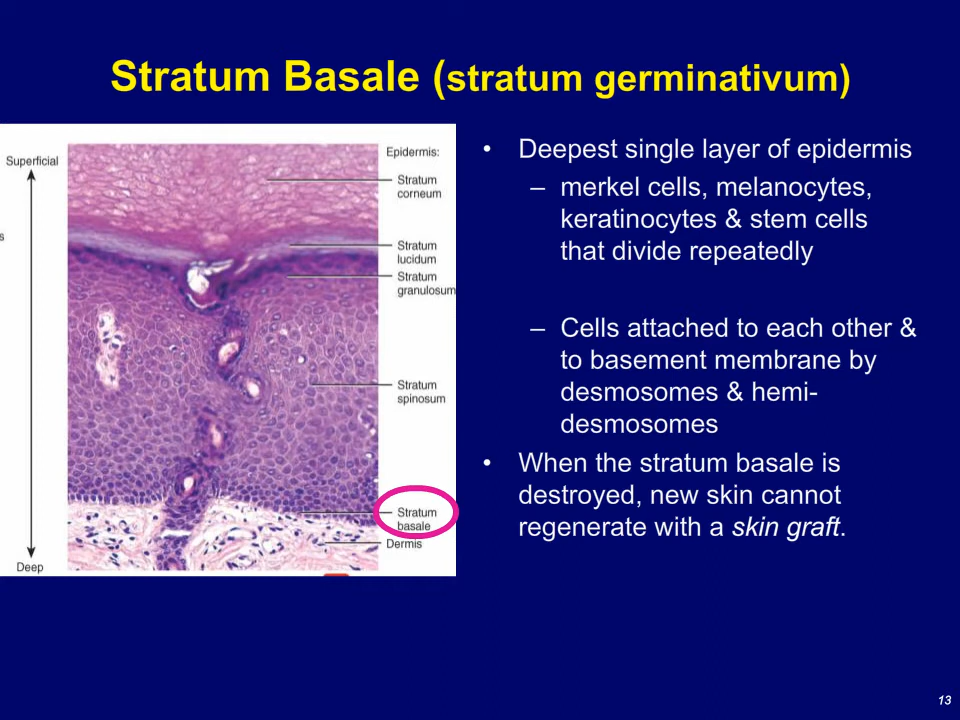 Stratum Basale (stratum germinativum)
Superficial
s
Deep
Epidermis:
Stratum
corneum
Stratum
lucidum
Stratum
granulosum
Stratum
spinosum
Stratum
basale
Dermis
• Deepest single layer of epidermis
– merkel cells, melanocytes,
keratinocytes & stem cells
that divide repeatedly
– Cells attached to each other &
to basement membrane by
desmosomes & hemi-
desmosomes
• When the stratum basale is
destroyed, new skin cannot
regenerate with a skin graft.
13